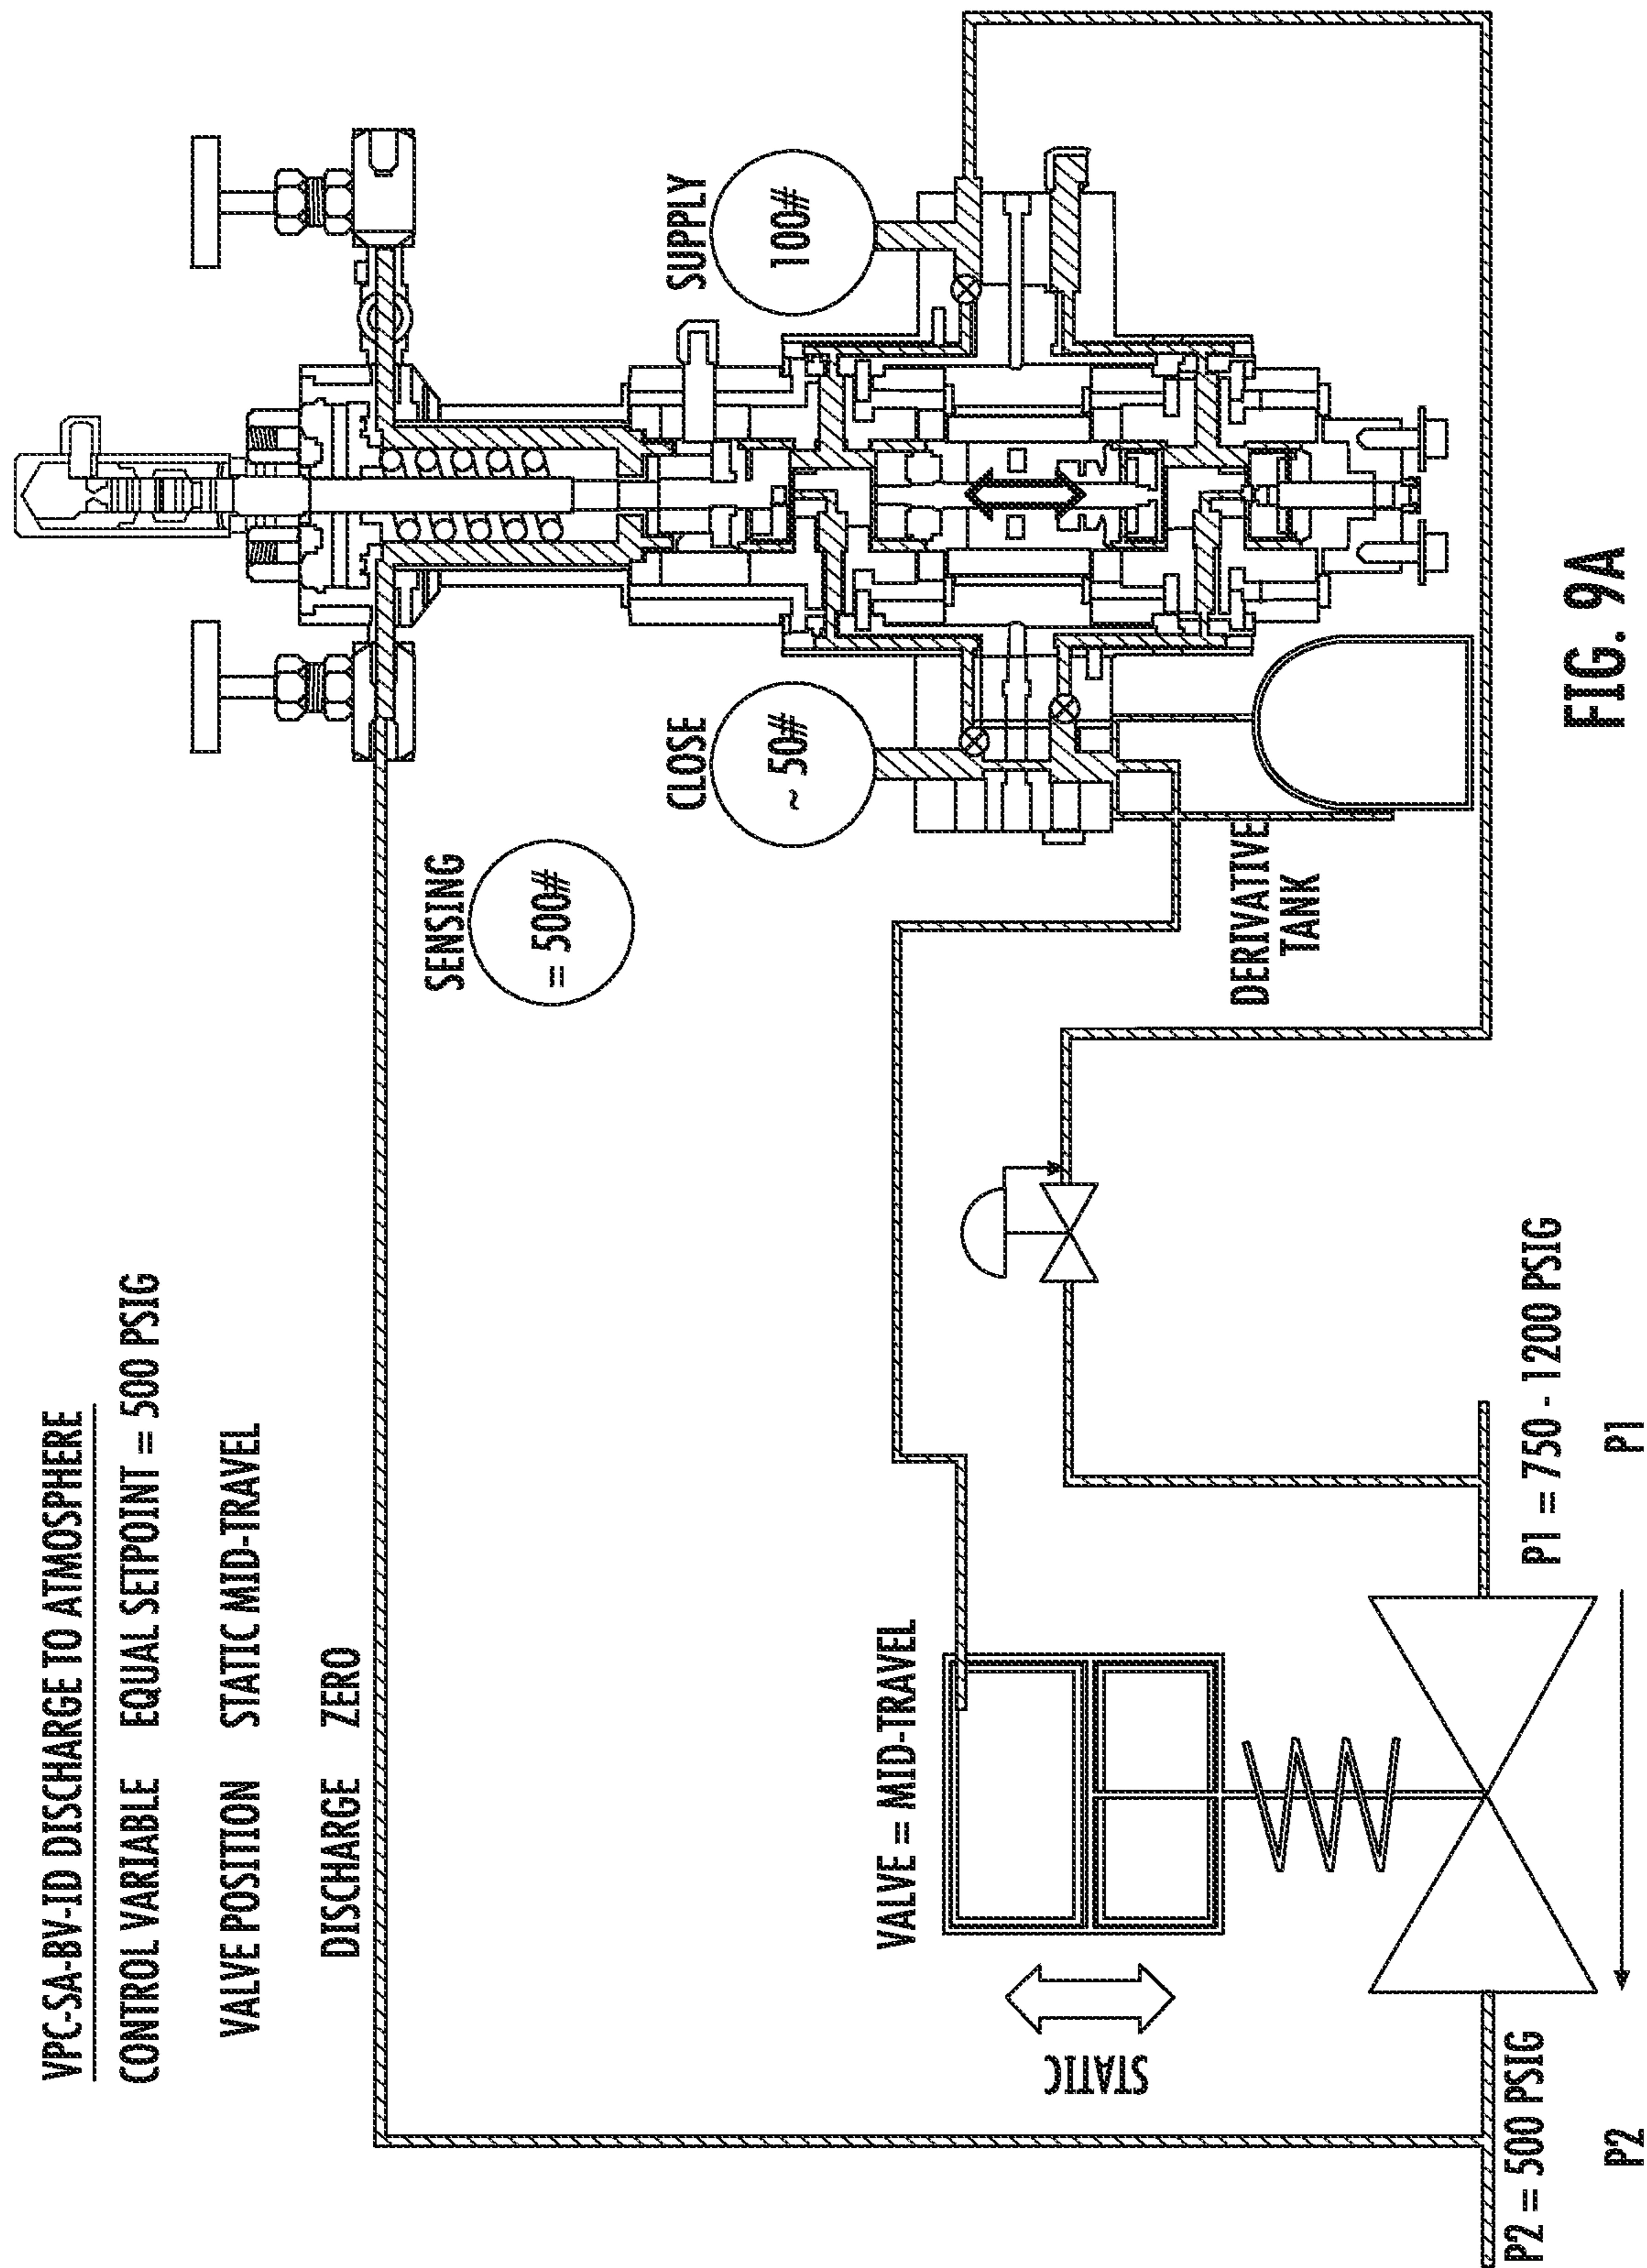 VPC-SA-BV-ID DISCHARGE TO ATMOSPHERE
CONTROL VARIABLE EQUAL SETPOINT = 500 PSIG
VALVE POSITION STATIC MID-TRAVEL
DISCHARGE ZERO
SENSING
= 500#
CLOSE
~ 50#
SUPPLY
100#
VALVE = MID-TRAVEL
STATIC
DERIVATIVE
TANK
P2 = 500 PSIG
P1 = 750 - 1200 PSIG
P2
P1
FIG. 9A